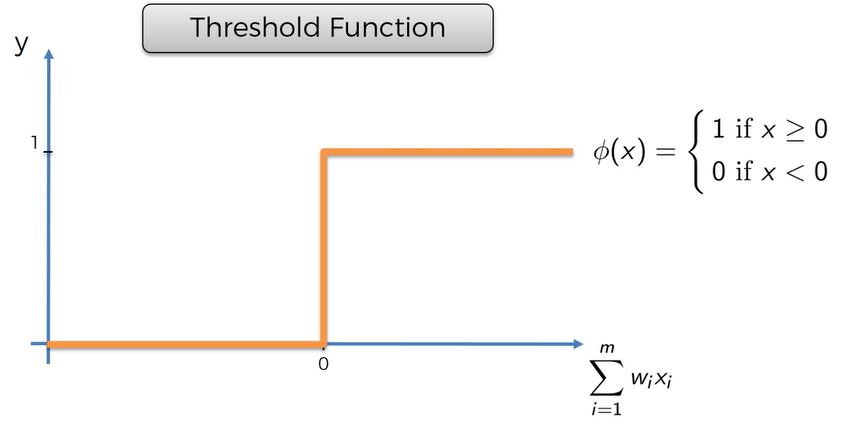 Threshold Function
y
1
ϕ(x) = { 1 if x ≥ 0
0 if x < 0
0
m
∑ wᵢxᵢ
i=1